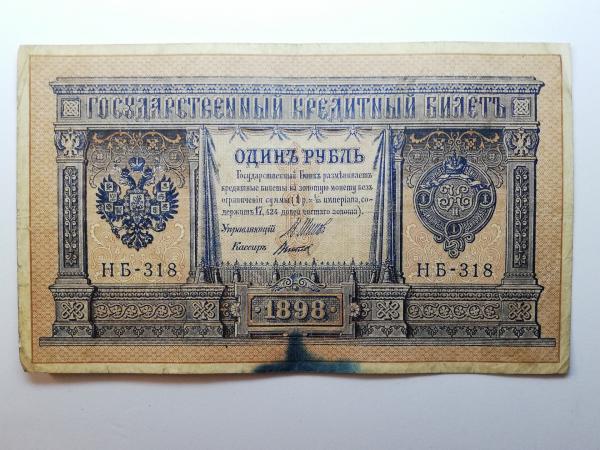 ГОСУДАРСТВЕННЫЙ КРЕДИТНЫЙ БИЛЕТЪ
ОДИНЪ РУБЛЬ
Государственный Банкъ размѣниваетъ
кредитные билеты на золотую монету безъ
ограниченія суммы (1 р. = 1/15 имперіала, со-
держитъ 17,424 долей чистаго золота).
Управляющій
Кассиръ
НБ-318
НБ-318
1898